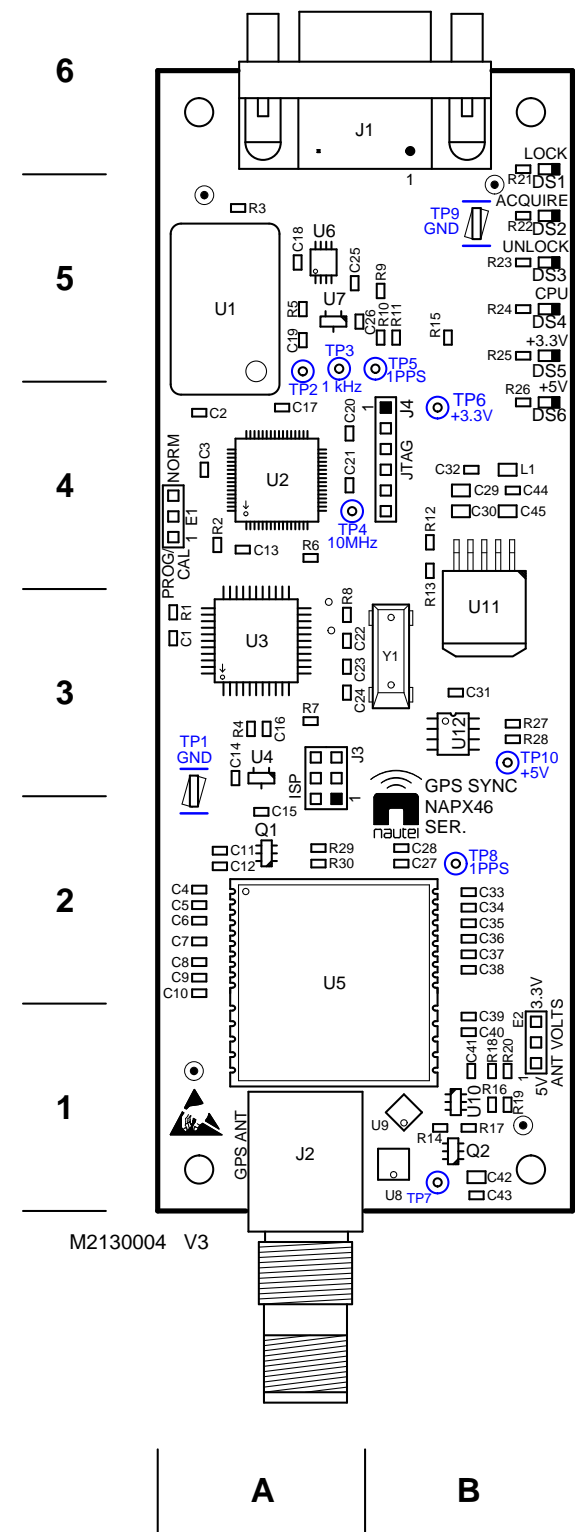 6
J1
1
LOCK
R21
DS1
ACQUIRE
R22
DS2
TP9
GND
UNLOCK
R23
DS3
CPU
R24
DS4
+3.3V
R25
DS5
+5V
R26
DS6
5
R3
U1
C18
U6
C25
R9
U7
R5
C19
C26
R10
R11
R15
TP2
TP3
1 kHz
TP5
1PPS
TP6
+3.3V
4
C2
C17
C20
1
J4
JTAG
C3
U2
C21
TP4
10MHz
NORM
E1
1
PROG/
CAL
R2
C13
R6
C32
L1
C29
C44
C30
C45
R12
R13
U11
3
R1
C1
U3
R8
C22
C23
C24
Y1
C31
R7
R4
C16
U12
R27
R28
TP10
+5V
TP1
GND
C14
U4
ISP
J3
1
C15
nautel
GPS SYNC
NAPX46
SER.
2
Q1
C11
C12
R29
R30
C28
C27
TP8
1PPS
C4
C5
C6
C7
C8
C9
C10
U5
C33
C34
C35
C36
C37
C38
C39
C40
1
E2
3.3V
1
5V
ANT VOLTS
C41
R18
R20
R16
R19
U10
R17
R14
Q2
U9
U8
TP7
C42
C43
GPS ANT
J2
M2130004 V3
A
B